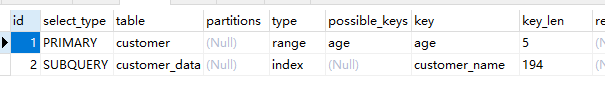 id select_type table partitions type possible_keys key key_len re
1 PRIMARY customer (Null) range age age 5
2 SUBQUERY customer_data (Null) index (Null) customer_name 194